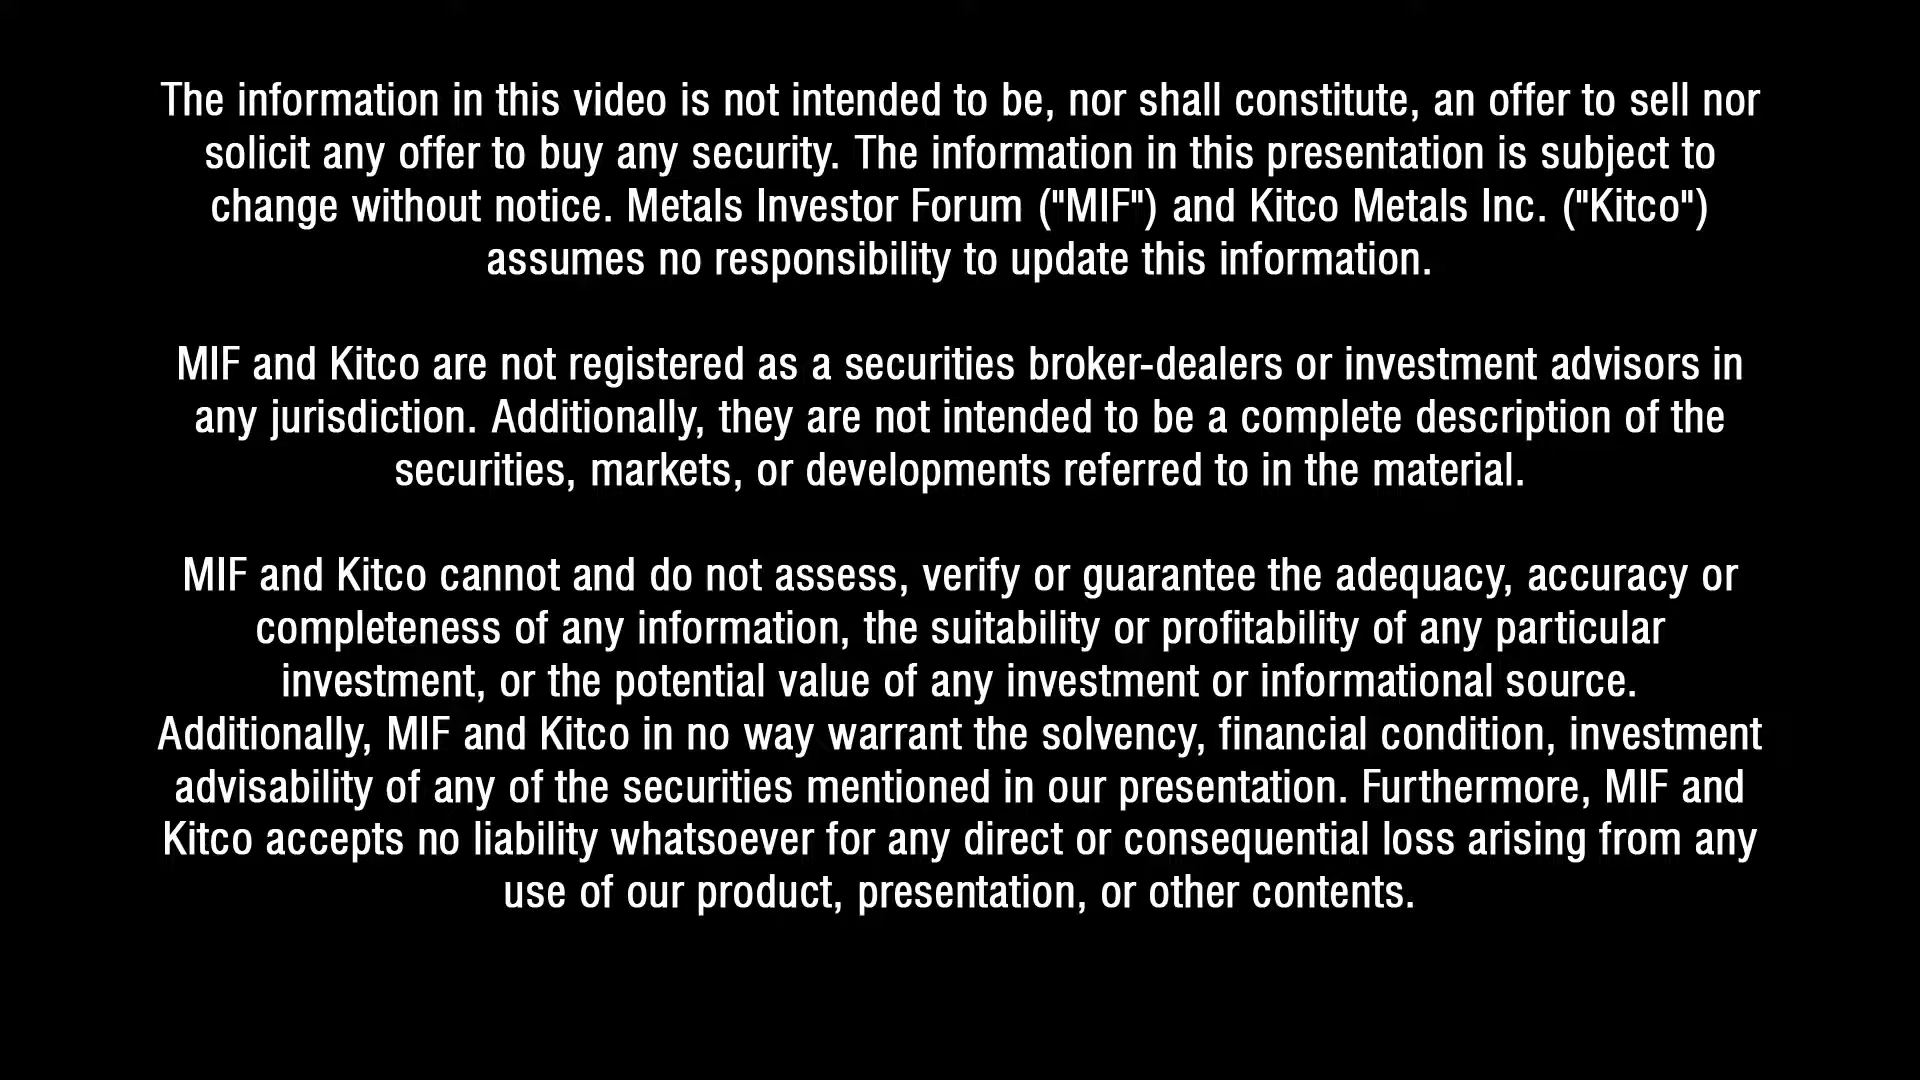 The information in this video is not intended to be, nor shall constitute, an offer to sell nor
solicit any offer to buy any security. The information in this presentation is subject to
change without notice. Metals Investor Forum ("MIF") and Kitco Metals Inc. ("Kitco")
assumes no responsibility to update this information.
MIF and Kitco are not registered as a securities broker-dealers or investment advisors in
any jurisdiction. Additionally, they are not intended to be a complete description of the
securities, markets, or developments referred to in the material.
MIF and Kitco cannot and do not assess, verify or guarantee the adequacy, accuracy or
completeness of any information, the suitability or profitability of any particular
investment, or the potential value of any investment or informational source.
Additionally, MIF and Kitco in no way warrant the solvency, financial condition, investment
advisability of any of the securities mentioned in our presentation. Furthermore, MIF and
Kitco accepts no liability whatsoever for any direct or consequential loss arising from any
use of our product, presentation, or other contents.